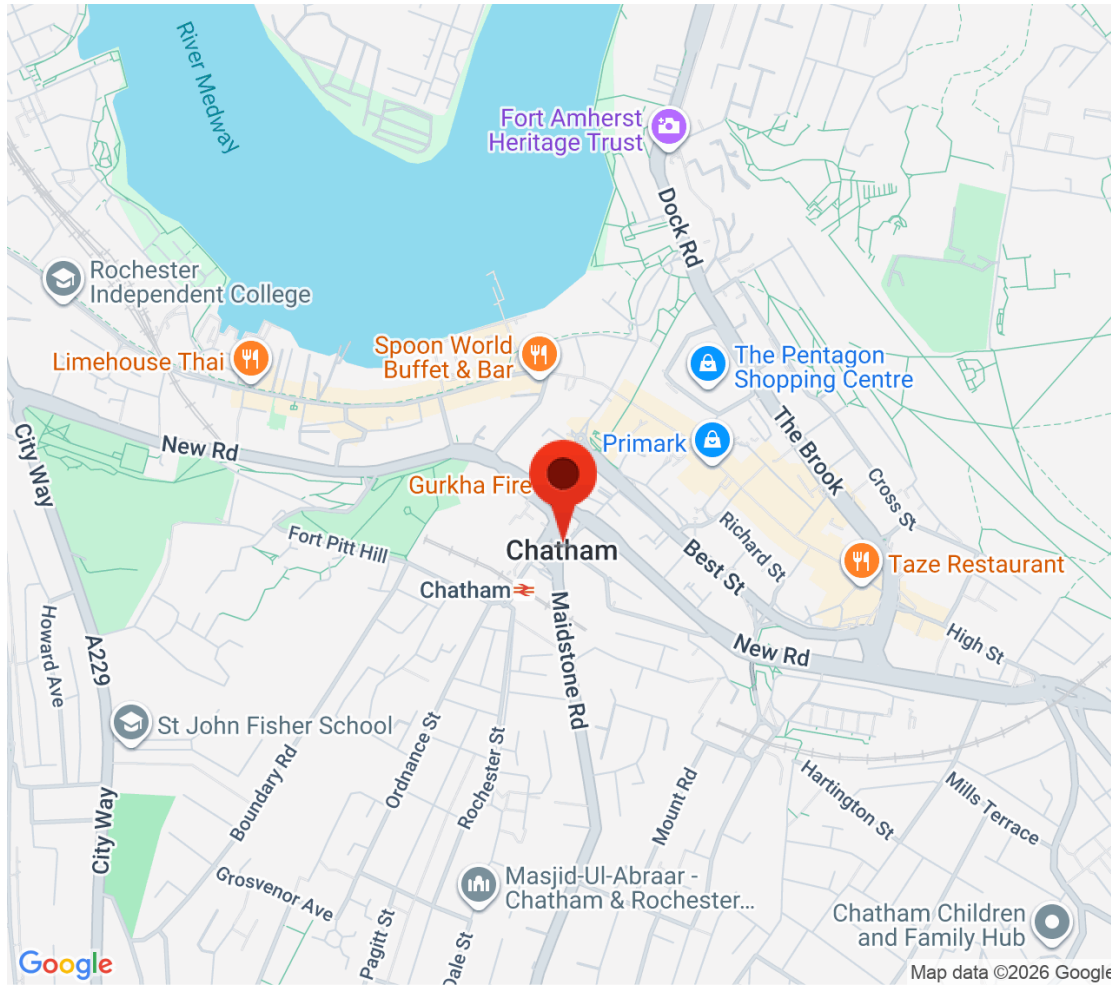 River Medway
Fort Amherst
Heritage Trust
Dock Rd
Rochester
Independent College
Limehouse Thai
Spoon World
Buffet & Bar
The Pentagon
Shopping Centre
City Way
New Rd
Primark
The Brook
Cross St
Gurkha Fire
Fort Pitt Hill
Chatham
Richard St
Best St
Taze Restaurant
Chatham
Howard Ave
A229
Maidstone Rd
New Rd
High St
St John Fisher School
Boundary Rd
Ordnance St
Rochester St
Mount Rd
Hartington St
Mills Terrace
City Way
Grosvenor Ave
Pagitt St
Dale St
Masjid-Ul-Abraar -
Chatham & Rochester...
Chatham Children
and Family Hub
Google
Map data ©2026 Google